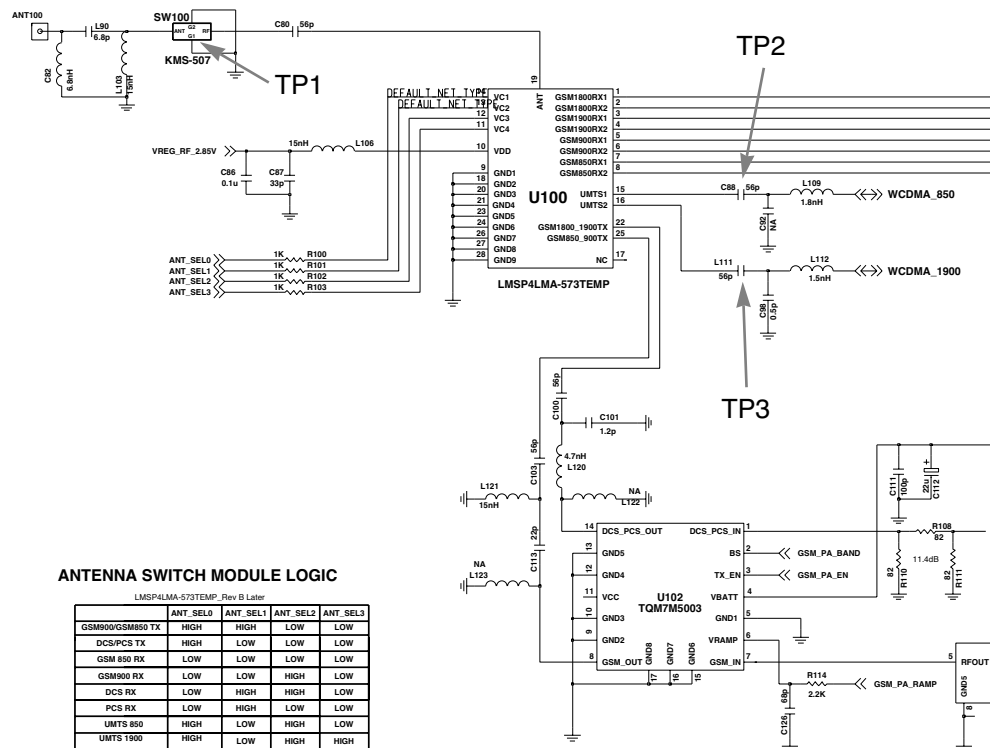 ANT100
L90
6.8p
SW100
ANT
G2
G1
RF
KMS-507
C80
56p
TP1
TP2
C82
6.8nH
L103
15nH
19
ANT
DEFAULT_NET_TYPE
DEFAULT_NET_TYPE
VC1
VC2
12
VC3
11
VC4
10
VDD
GSM1800RX1
1
GSM1800RX2
2
GSM1900RX1
3
GSM1900RX2
4
GSM900RX1
5
GSM900RX2
6
GSM850RX1
7
GSM850RX2
8
VREG_RF_2.85V
15nH
L106
C86
0.1u
C87
33p
9
GND1
18
GND2
20
GND3
21
GND4
23
GND5
24
GND6
26
GND7
27
GND8
28
GND9
U100
UMTS1
15
UMTS2
16
GSM1800_1900TX
22
GSM850_900TX
25
NC
17
LMSP4LMA-573TEMP
C88
56p
L109
1.8nH
WCDMA_850
C92
NA
L111
56p
L112
1.5nH
WCDMA_1900
C98
0.5p
TP3
ANT_SEL0
1K
R100
ANT_SEL1
1K
R101
ANT_SEL2
1K
R102
ANT_SEL3
1K
R103
56p
C100
C101
1.2p
56p
C103
4.7nH
L120
L121
15nH
NA
L122
22p
C113
NA
L123
C111
100p
+
22u
C112
14
DCS_PCS_OUT
13
GND5
12
GND4
11
VCC
10
GND3
9
GND2
8
GSM_OUT
U102
TQM7M5003
GND8
GND7
GND6
17
16
15
DCS_PCS_IN
1
BS
2
GSM_PA_BAND
TX_EN
3
GSM_PA_EN
VBATT
4
GND1
5
VRAMP
6
GSM_IN
7
R108
82
11.4dB
82
R110
82
R111
R114
2.2K
GSM_PA_RAMP
68p
C126
5
RFOUT
GND5
8
ANTENNA SWITCH MODULE LOGIC
LMSP4LMA-573TEMP_Rev B Later
ANT_SEL0 ANT_SEL1 ANT_SEL2 ANT_SEL3
GSM900/GSM850 TX HIGH HIGH LOW LOW
DCS/PCS TX HIGH LOW LOW LOW
GSM 850 RX LOW LOW LOW LOW
GSM900 RX LOW LOW HIGH LOW
DCS RX LOW HIGH HIGH LOW
PCS RX LOW HIGH LOW LOW
UMTS 850 HIGH LOW HIGH LOW
UMTS 1900 HIGH LOW HIGH HIGH